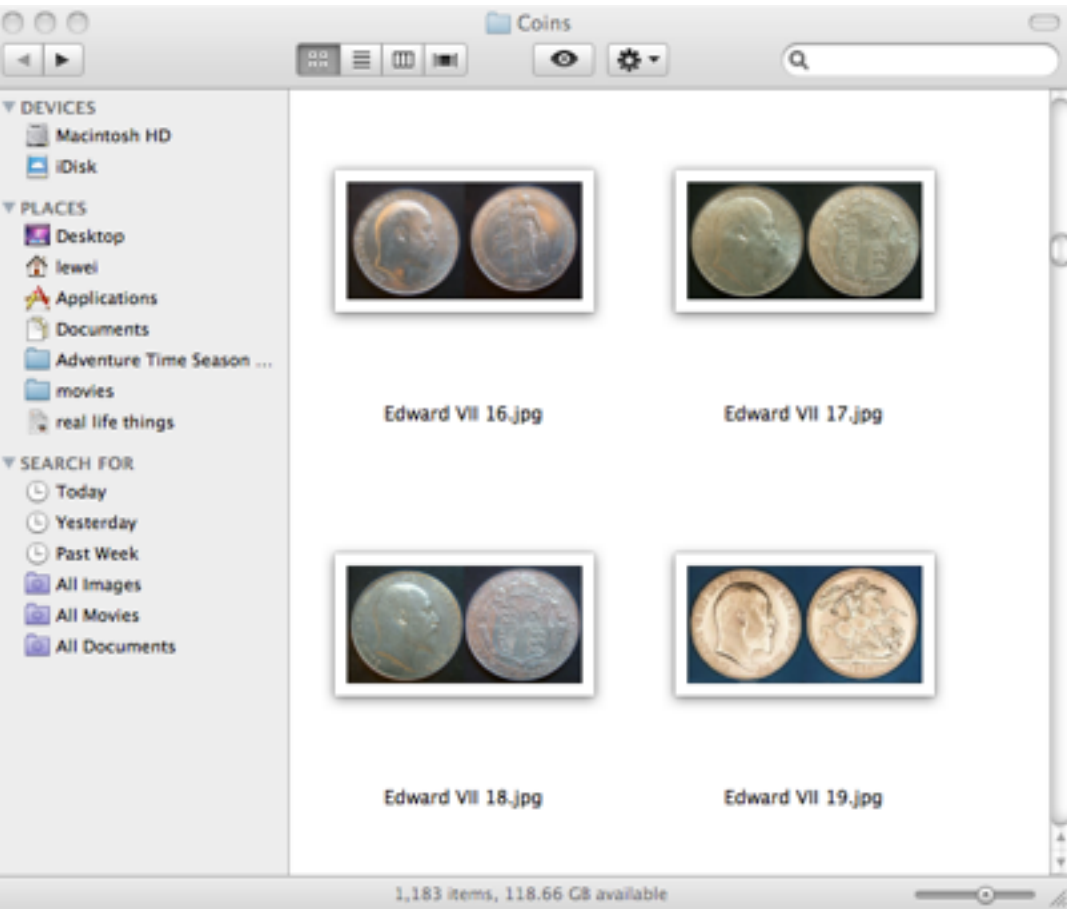 Coins
DEVICES
Macintosh HD
iDisk
PLACES
Desktop
lewei
Applications
Documents
Adventure Time Season ...
movies
real life things
SEARCH FOR
Today
Yesterday
Past Week
All Images
All Movies
All Documents
Edward VII 16.jpg
Edward VII 17.jpg
Edward VII 18.jpg
Edward VII 19.jpg
1,183 items, 118.66 GB available